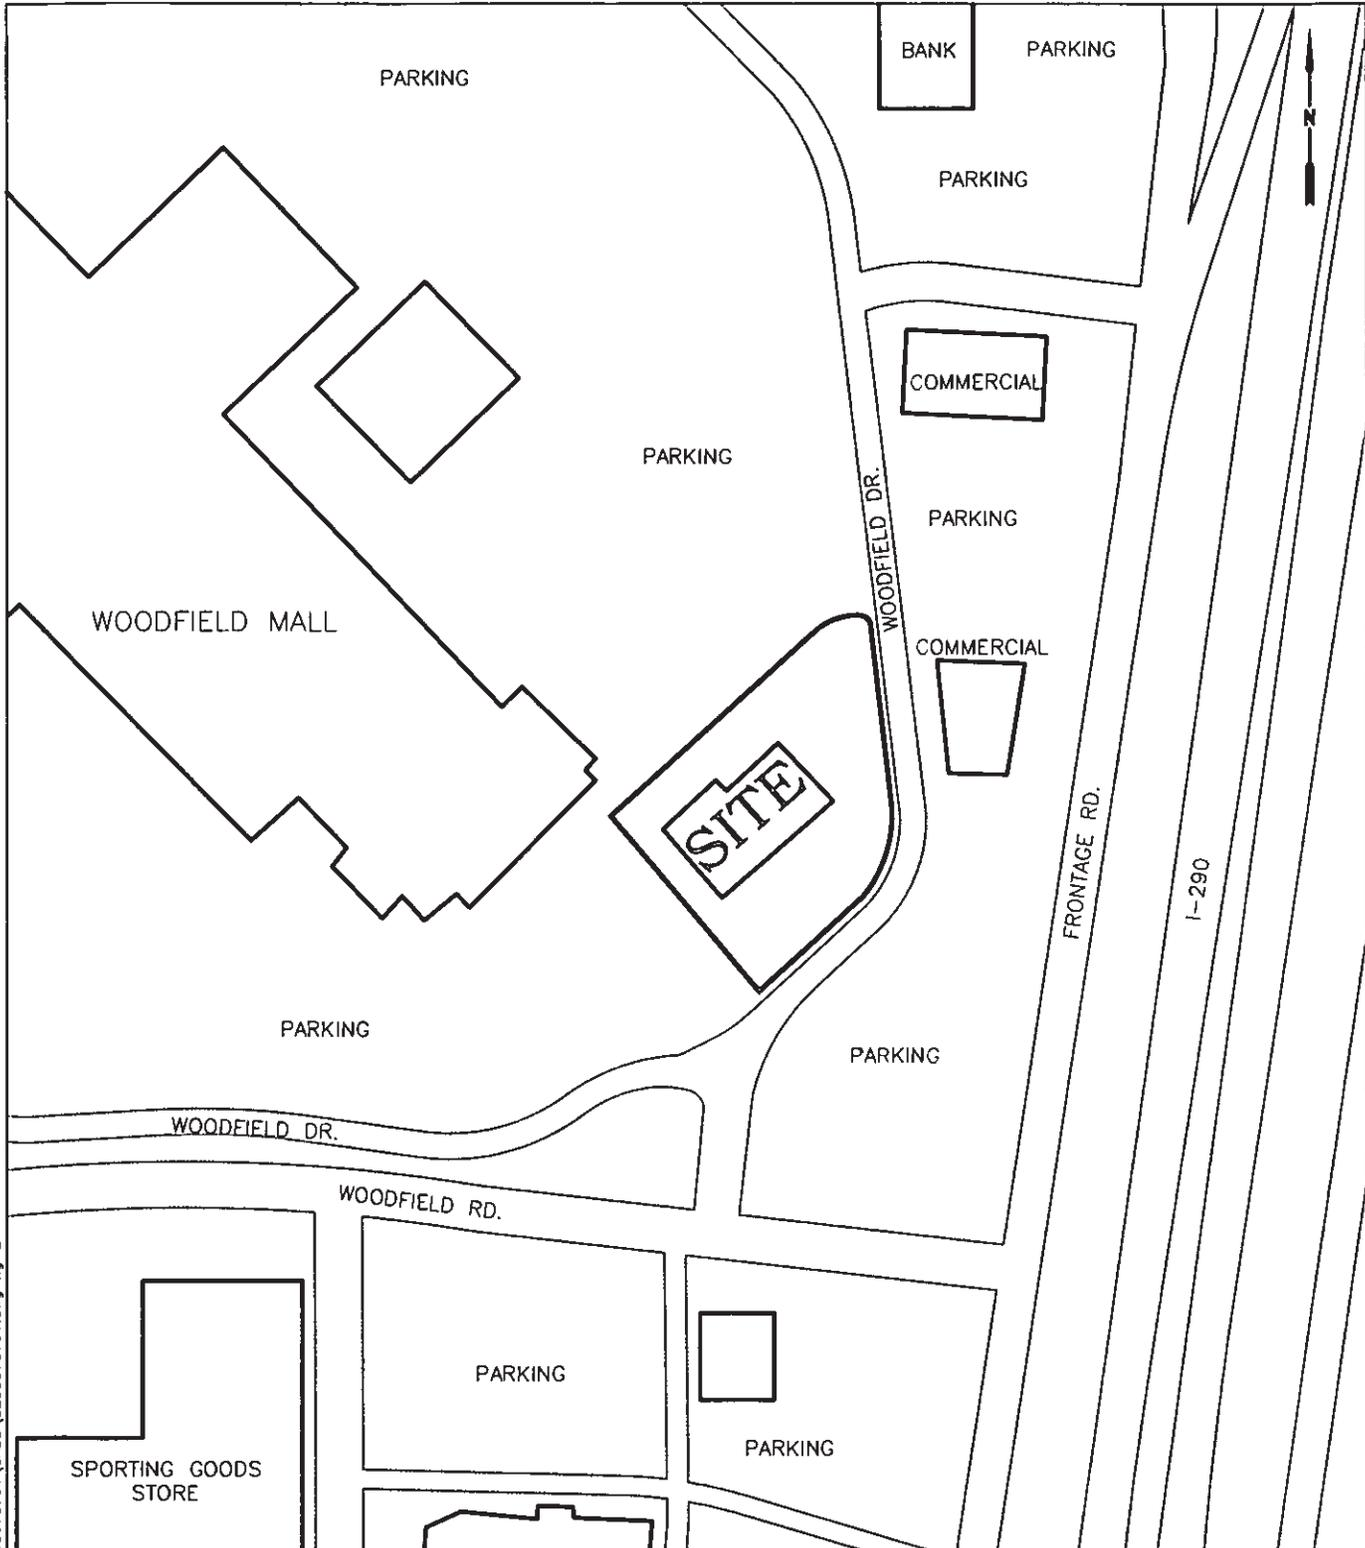 BANK
PARKING
PARKING
N
PARKING
COMMERCIAL
PARKING
WOODFIELD DR.
PARKING
WOODFIELD MALL
COMMERCIAL
SITE
FRONTAGE RD.
I-290
PARKING
PARKING
WOODFIELD DR.
WOODFIELD RD.
PARKING
PARKING
SPORTING GOODS
STORE